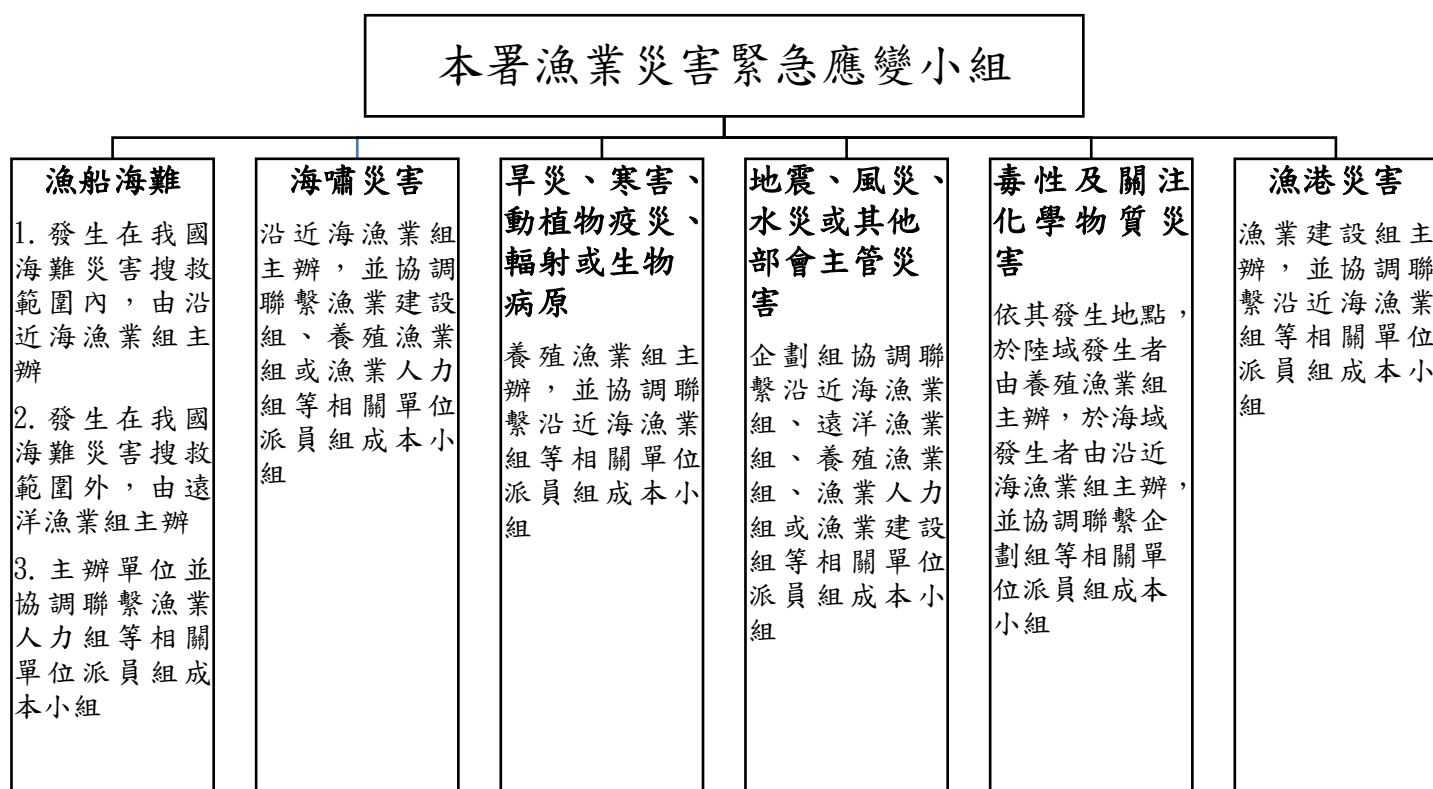 本署漁業災害緊急應變小組
漁船海難
1. 發生在我國
海難災害搜救
範圍內，由沿
近海漁業組主
辦
2. 發生在我國
海難災害搜救
範圍外，由遠
洋漁業組主辦
3. 主辦單位並
協調聯繫漁業
人力組等相關
單位派員組成
本小組
海嘯災害
沿近海漁業組
主辦，並協調
聯繫漁業建設
組、養殖漁業
組或漁業人力
組等相關單位
派員組成本小
組
旱災、寒害、
動植物疫災、
輻射或生物
病原
養殖漁業組主
辦，並協調聯
繫沿近海漁業
組等相關單位
派員組成本小
組
地震、風災、
水災或其他
部會主管災
害
企劃組協調聯
繫沿近海漁業
組、遠洋漁業
組、養殖漁業
組、漁業人力
組或漁業建設
組等相關單位
派員組成本小
組
毒性及關注
化學物質災
害
依其發生地點，
於陸域發生者
由養殖漁業組
主辦，於海域
發生者由沿近
海漁業組主辦，
並協調聯繫企
劃組等相關單
位派員組成本
小組
漁港災害
漁業建設組主
辦，並協調聯
繫沿近海漁業
組等相關單位
派員組成本小
組